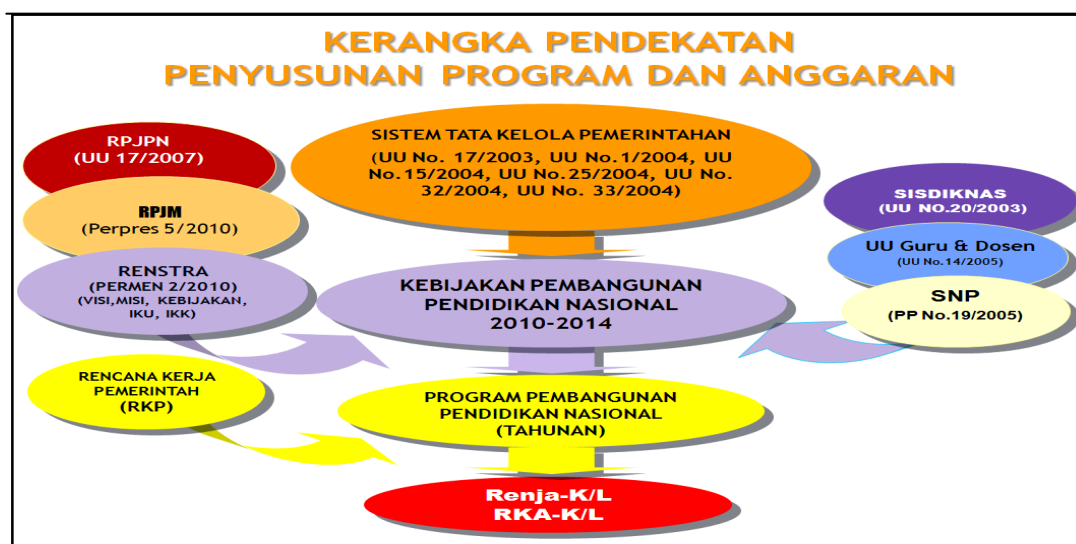 KERANGKA PENDEKATAN
PENYUSUNAN PROGRAM DAN ANGGARAN
RPJPN
(UU 17/2007)
RPJM
(Perpres 5/2010)
RENSTRA
(PERMEN 2/2010)
(VISI,MISI, KEBIJAKAN,
IKU, IKK)
RENCANA KERJA
PEMERINTAH
(RKP)
SISTEM TATA KELOLA PEMERINTAHAN
(UU No. 17/2003, UU No.1/2004, UU
No.15/2004, UU No.25/2004, UU No.
32/2004, UU No. 33/2004)
KEBIJAKAN PEMBANGUNAN
PENDIDIKAN NASIONAL
2010-2014
PROGRAM PEMBANGUNAN
PENDIDIKAN NASIONAL
(TAHUNAN)
Renja-K/L
RKA-K/L
SISDIKNAS
(UU NO.20/2003)
UU Guru & Dosen
(UU No.14/2005)
SNP
(PP No.19/2005)